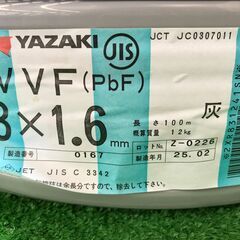 YAZAKI
JIS
JCT JC0307011
VVF(PbF)
3×1.6mm
灰
長さ 100m
概算質量 12kg
ロットNo. Z-0226
製造年月 25.02
製造番号 0167
JET JIS C 3342